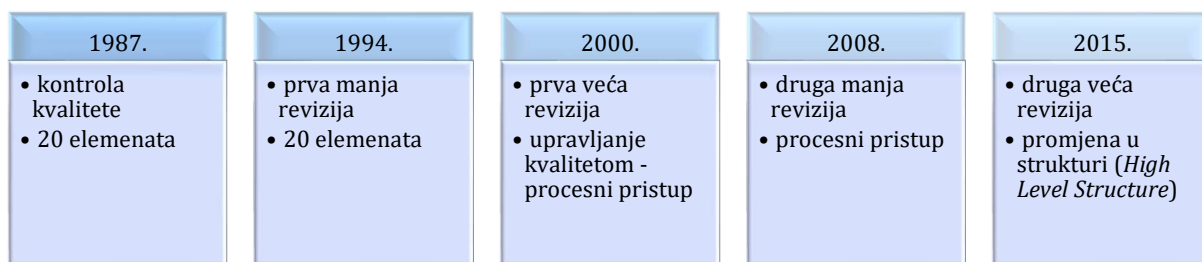 1987.
• kontrola
kvalitete
• 20 elemenata
1994.
• prva manja
revizija
• 20 elemenata
2000.
• prva veća
revizija
• upravljanje
kvalitetom -
procesni pristup
2008.
• druga manja
revizija
• procesni pristup
2015.
• druga veća
revizija
• promjena u
strukturi (High
Level Structure)